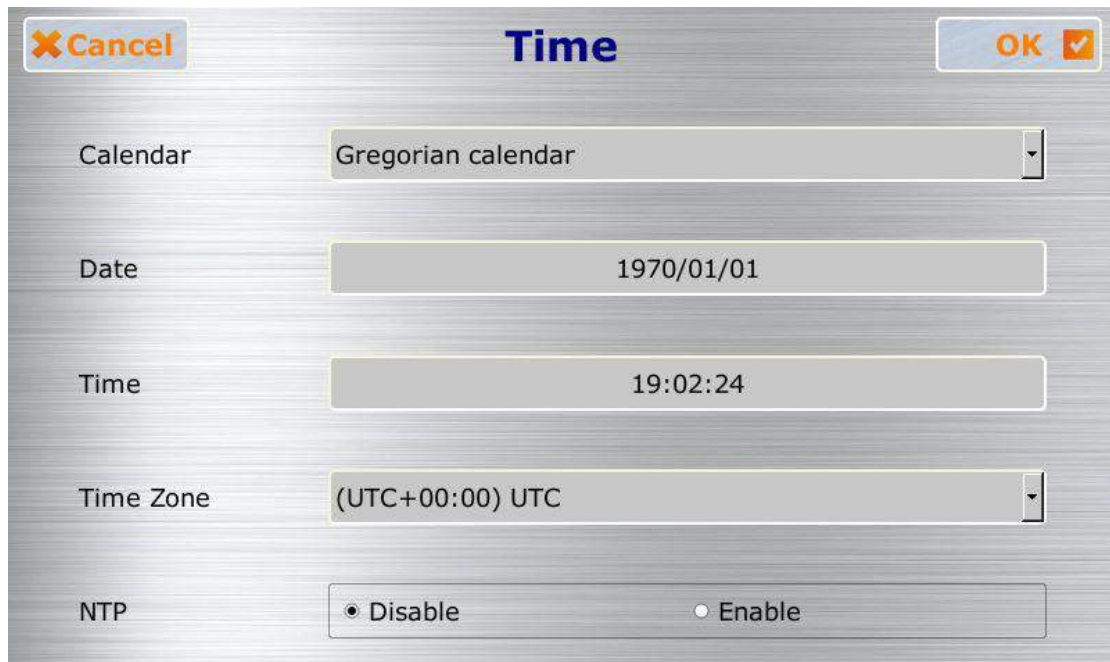 Cancel
Time
OK
Calendar
Gregorian calendar
Date
1970/01/01
Time
19:02:24
Time Zone
(UTC+00:00) UTC
NTP
Disable
Enable